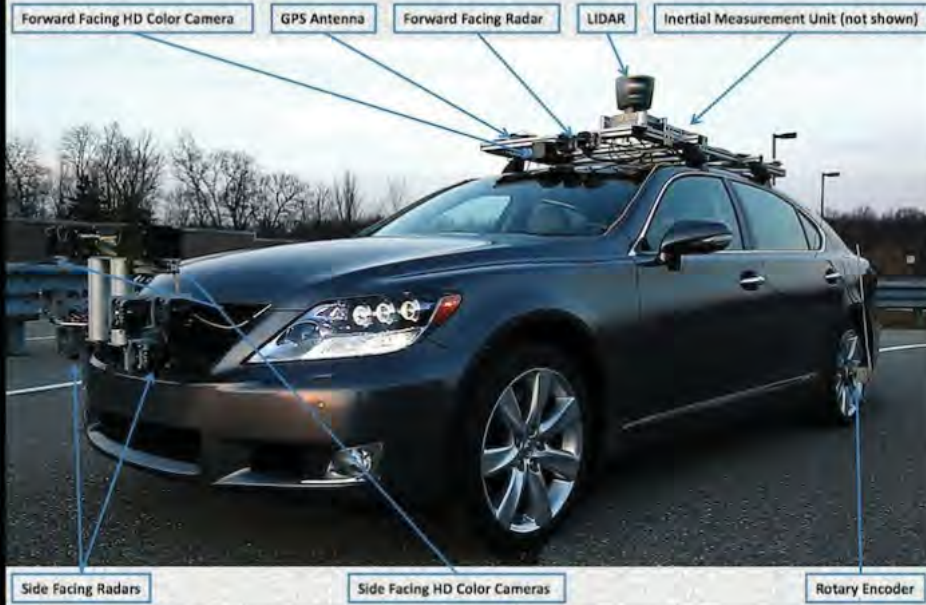 Forward Facing HD Color Camera
GPS Antenna
Forward Facing Radar
LIDAR
Inertial Measurement Unit (not shown)
Side Facing Radars
Side Facing HD Color Cameras
Rotary Encoder